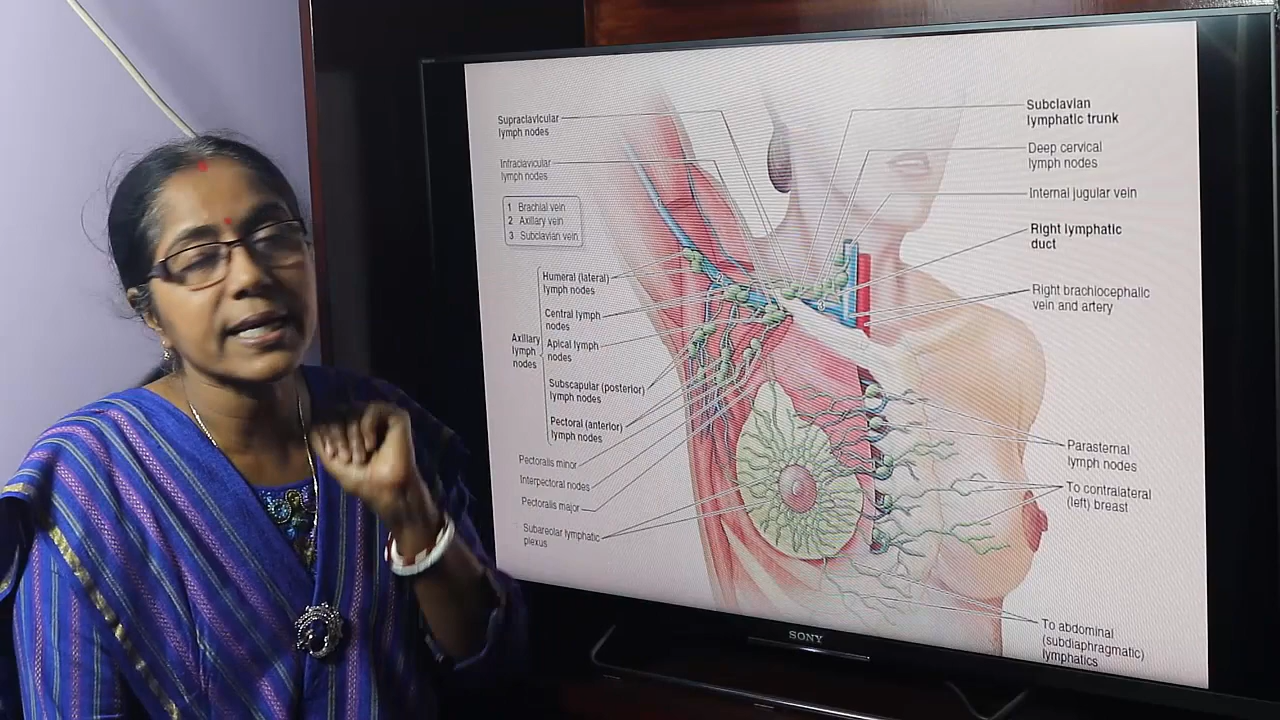 Supraclavicular
lymph nodes
Infraclavicular
lymph nodes
1 Brachial vein
2 Axillary vein
3 Subclavian vein
Humeral (lateral)
lymph nodes
Central lymph
nodes
Axillary
lymph
nodes
Apical lymph
nodes
Subscapular (posterior)
lymph nodes
Pectoral (anterior)
lymph nodes
Pectoralis minor
Interpectoral nodes
Pectoralis major
Subareolar lymphatic
plexus
Subclavian
lymphatic trunk
Deep cervical
lymph nodes
Internal jugular vein
Right lymphatic
duct
Right brachiocephalic
vein and artery
3
Parasternal
lymph nodes
To contralateral
(left) breast
To abdominal
(subdiaphragmatic)
lymphatics
SONY